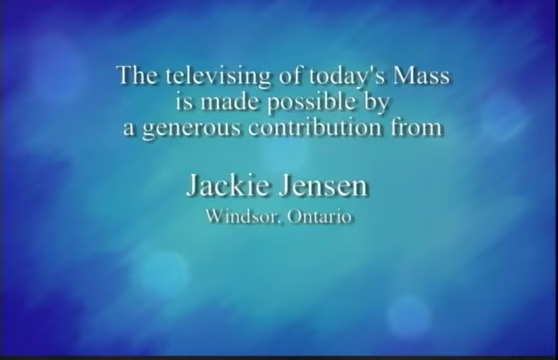 The televising of today's Mass
is made possible by
a generous contribution from
Jackie Jensen
Windsor, Ontario